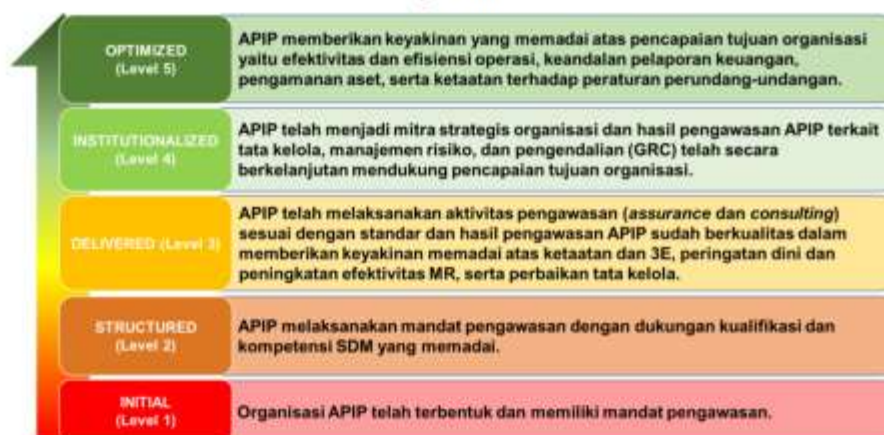 OPTIMIZED
(Level 5)
APIP memberikan keyakinan yang memadai atas pencapaian tujuan organisasi
yaitu efektivitas dan efisiensi operasi, keandalan pelaporan keuangan,
pengamanan aset, serta ketaatan terhadap peraturan perundang-undangan.
INSTITUTIONALIZED
(Level 4)
APIP telah menjadi mitra strategis organisasi dan hasil pengawasan APIP terkait
tata kelola, manajemen risiko, dan pengendalian (GRC) telah secara
berkelanjutan mendukung pencapaian tujuan organisasi.
DELIVERED (Level 3)
APIP telah melaksanakan aktivitas pengawasan (assurance dan consulting)
sesuai dengan standar dan hasil pengawasan APIP sudah berkualitas dalam
memberikan keyakinan memadai atas ketaatan dan 3E, peringatan dini dan
peningkatan efektivitas MR, serta perbaikan tata kelola.
STRUCTURED
(Level 2)
APIP melaksanakan mandat pengawasan dengan dukungan kualifikasi dan
kompetensi SDM yang memadai.
INITIAL
(Level 1)
Organisasi APIP telah terbentuk dan memiliki mandat pengawasan.